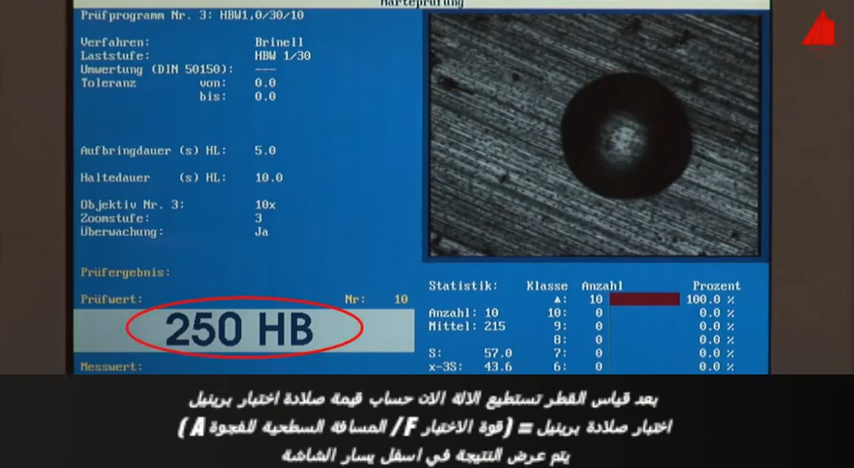 Härteprüfung
Prüfprogramm Nr. 3: HBW1,0/30/10
Verfahren: Brinell
Laststufe: HBW 1/30
Umwertung (DIN 50150): ---
Toleranz von: 0.0
bis: 0.0
Aufbringdauer (s) HL: 5.0
Haltedauer (s) HL: 10.0
Objektiv Nr. 3: 10x
Zoomstufe: 3
Überwachung: Ja
Prüfergebnis:
Prüfwert: Nr: 10
250 HB
Messwert:
Statistik: Klasse Anzahl Prozent
▲: 10 100.0 %
Anzahl: 10 10: 0 0.0 %
Mittel: 215 9: 0 0.0 %
8: 0 0.0 %
S: 57.0 7: 0 0.0 %
x-3S: 43.6 6: 0 0.0 %
بعد قياس القطر تستطيع الالة الان حساب قيمة صلادة اختبار برينيل
اختبار صلادة برينيل = (قوة الاختبار F/ المسافة السطحية للفجوة A )
يتم عرض النتيجة في اسفل يسار الشاشة